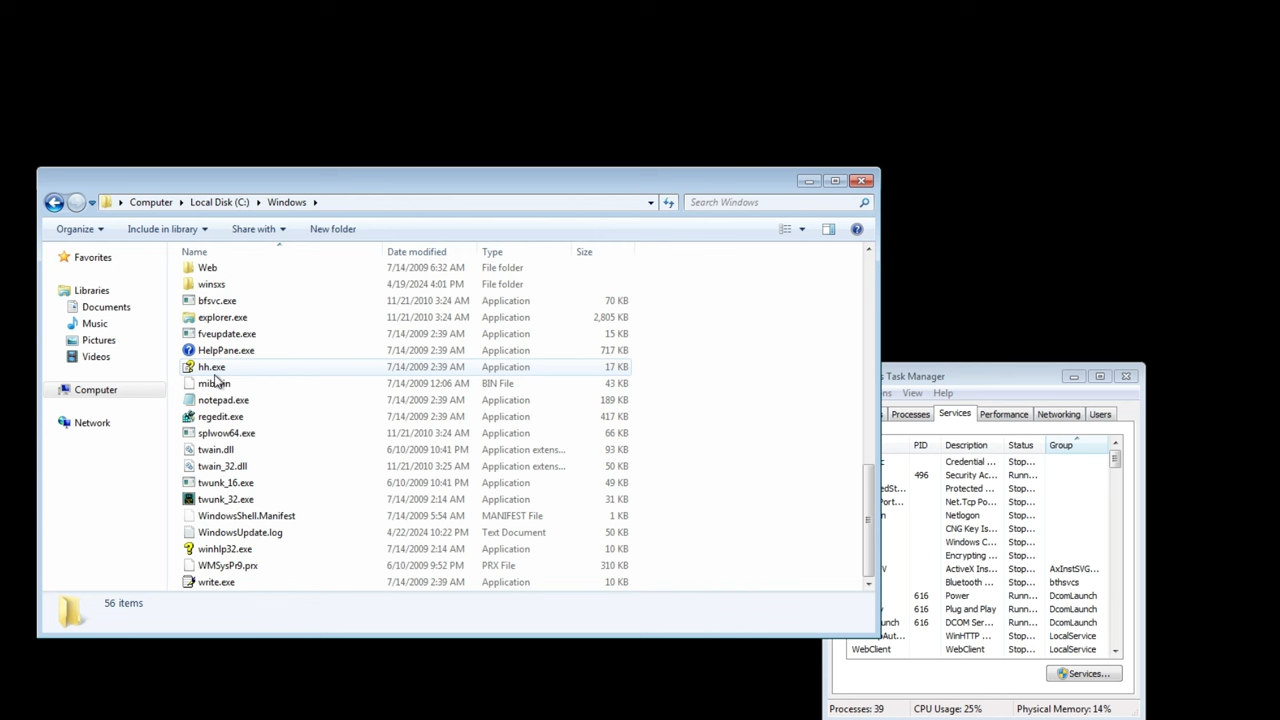 Computer Local Disk (C:) Windows
Search Windows
Organize Include in library Share with New folder
Favorites
Libraries
Documents
Music
Pictures
Videos
Computer
Network
Name Date modified Type Size
Web 7/14/2009 6:32 AM File folder
winsxs 4/19/2024 4:01 PM File folder
bfsvc.exe 11/21/2010 3:24 AM Application 70 KB
explorer.exe 11/21/2010 3:24 AM Application 2,805 KB
fveupdate.exe 7/14/2009 2:39 AM Application 15 KB
HelpPane.exe 7/14/2009 2:39 AM Application 717 KB
hh.exe 7/14/2009 2:39 AM Application 17 KB
7/14/2009 12:06 AM BIN File 43 KB
notepad.exe 7/14/2009 2:39 AM Application 189 KB
regedit.exe 7/14/2009 2:39 AM Application 417 KB
splwow64.exe 11/21/2010 3:24 AM Application 66 KB
twain.dll 6/10/2009 10:41 PM Application extens... 93 KB
twain_32.dll 11/21/2010 3:25 AM Application extens... 50 KB
twunk_16.exe 6/10/2009 10:41 PM Application 49 KB
twunk_32.exe 7/14/2009 2:14 AM Application 31 KB
WindowsShell.Manifest 7/14/2009 5:54 AM MANIFEST File 1 KB
WindowsUpdate.log 4/22/2024 10:22 PM Text Document 50 KB
winhlp32.exe 7/14/2009 2:14 AM Application 10 KB
WMSysPr9.prx 6/10/2009 9:52 PM PRX File 310 KB
write.exe 7/14/2009 2:39 AM Application 10 KB
56 items
s Task Manager
ns View Help
Processes Services Performance Networking Users
PID Description Status Group
Credential ... Stop...
496 Security Ac... Runn...
edSt... Protected ... Stop...
Port... Net.Tcp Po... Stop...
Netlogon Stop...
CNG Key Is... Stop...
Windows C... Stop...
Encrypting ... Stop...
V ActiveX Ins... Stop... AxInstSVG...
Bluetooth ... Stop... bthsvcs
616 Power Runn... DcomLaunch
616 Plug and Play Runn... DcomLaunch
unch 616 DCOM Ser... Runn... DcomLaunch
pAut... WinHTTP ... Stop... LocalService
WebClient WebClient Stop... LocalService
Services...
Processes: 39 CPU Usage: 25% Physical Memory: 14%